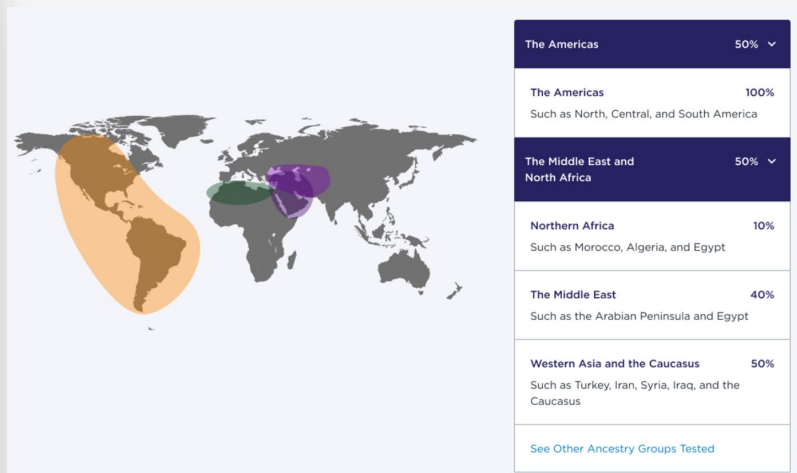 The Americas 50%
The Americas 100%
Such as North, Central, and South America
The Middle East and
North Africa 50%
Northern Africa 10%
Such as Morocco, Algeria, and Egypt
The Middle East 40%
Such as the Arabian Peninsula and Egypt
Western Asia and the Caucasus 50%
Such as Turkey, Iran, Syria, Iraq, and the
Caucasus
See Other Ancestry Groups Tested